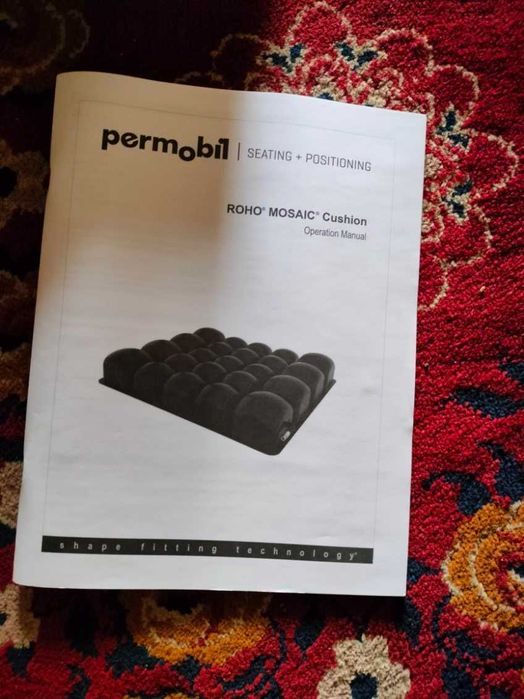 permobil | SEATING + POSITIONING
ROHO® MOSAIC® Cushion
Operation Manual
shape fitting technology®